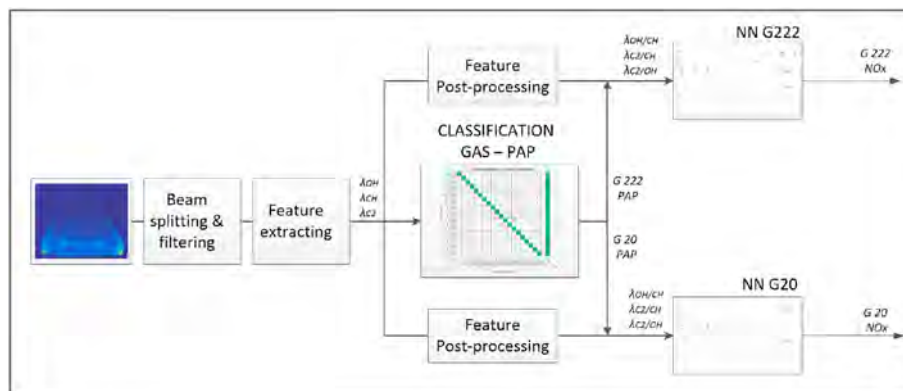 NN G222
λOH/CH
λC2/CH
λC2/OH
G 222
NOx
Feature
Post-processing
CLASSIFICATION
GAS – PAP
λOH
λCH
λC2
Beam
splitting &
filtering
Feature
extracting
G 222
PAP
G 20
PAP
NN G20
λOH/CH
λC2/CH
λC2/OH
G 20
NOx
Feature
Post-processing